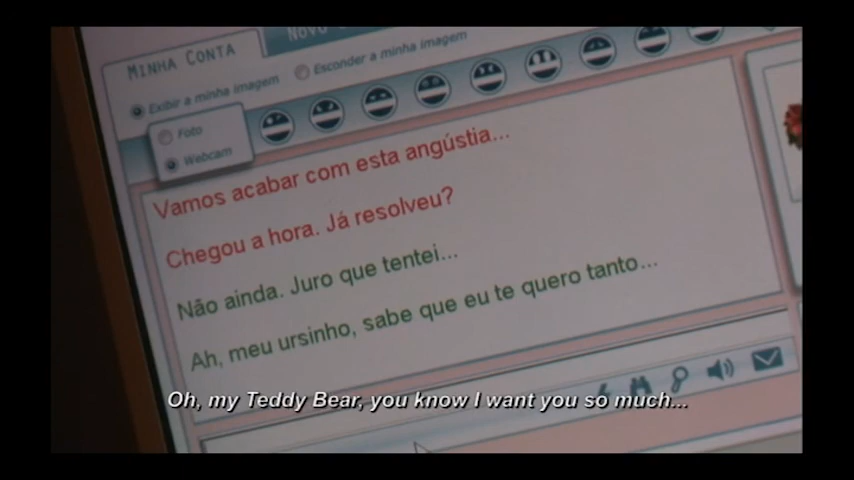 MINHA CONTA
NOVO
Exibir a minha imagem
Esconder a minha imagem
Foto
Webcam
Vamos acabar com esta angústia...
Chegou a hora. Já resolveu?
Não ainda. Juro que tentei...
Ah, meu ursinho, sabe que eu te quero tanto...
Oh, my Teddy Bear, you know I want you so much...